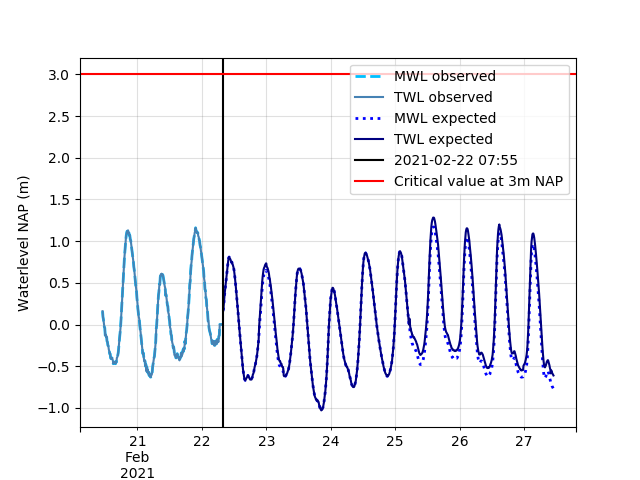 3.0
2.5
2.0
1.5
1.0
0.5
0.0
−0.5
−1.0
Waterlevel NAP (m)
MWL observed
TWL observed
MWL expected
TWL expected
2021-02-22 07:55
Critical value at 3m NAP
21 22 23 24 25 26 27
Feb
2021